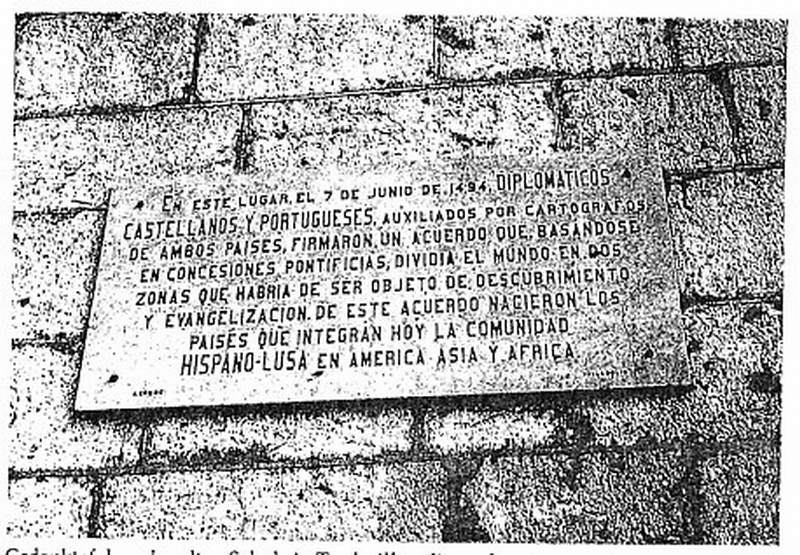 EN ESTE LUGAR, EL 7 DE JUNIO DE 1494, DIPLOMATICOS
CASTELLANOS Y PORTUGUESES, AUXILIADOS POR CARTOGRAFOS
DE AMBOS PAISES, FIRMARON UN ACUERDO QUE, BASÁNDOSE
EN CONCESIONES PONTIFICIAS, DIVIDIA EL MUNDO EN DOS
ZONAS QUE HABRIA DE SER OBJETO DE DESCUBRIMIENTO
Y EVANGELIZACION. DE ESTE ACUERDO NACIERON LOS
PAISES QUE INTEGRAN HOY LA COMUNIDAD
HISPANO-LUSA EN AMERICA ASIA Y AFRICA.